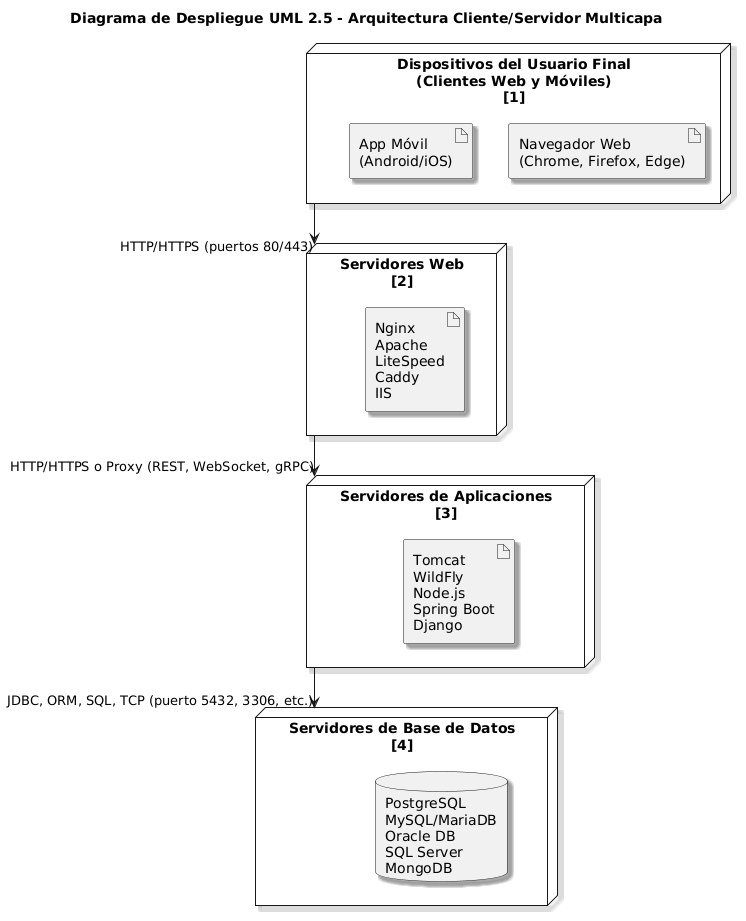 Diagrama de Despliegue UML 2.5 - Arquitectura Cliente/Servidor Multicapa
Dispositivos del Usuario Final
(Clientes Web y Móviles)
[1]
App Móvil
(Android/iOS)
Navegador Web
(Chrome, Firefox, Edge)
HTTP/HTTPS (puertos 80/443)
Servidores Web
[2]
Nginx
Apache
LiteSpeed
Caddy
IIS
HTTP/HTTPS o Proxy (REST, WebSocket, gRPC)
Servidores de Aplicaciones
[3]
Tomcat
WildFly
Node.js
Spring Boot
Django
JDBC, ORM, SQL, TCP (puerto 5432, 3306, etc.)
Servidores de Base de Datos
[4]
PostgreSQL
MySQL/MariaDB
Oracle DB
SQL Server
MongoDB